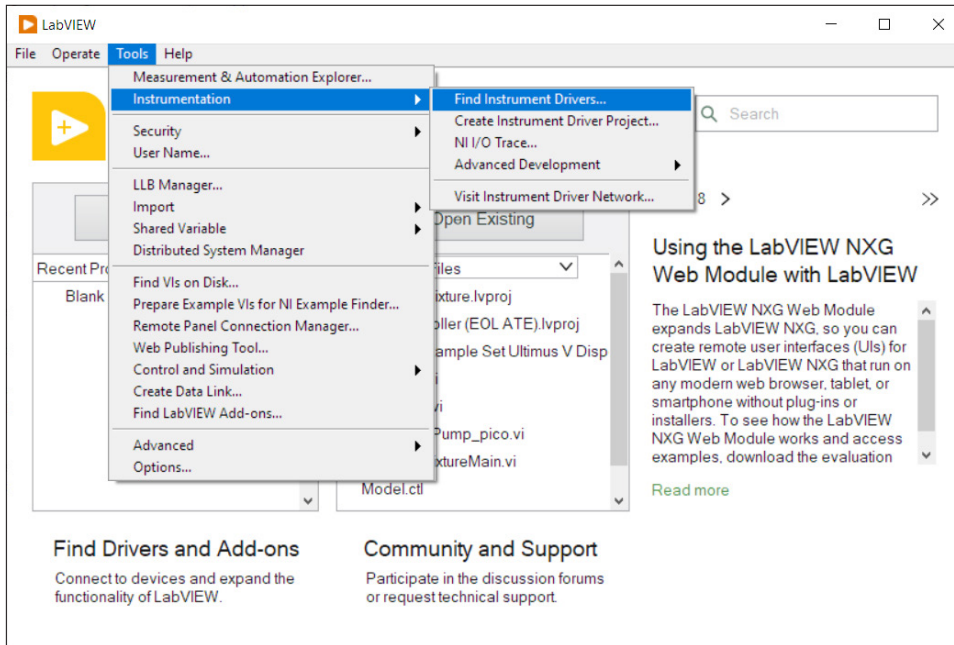 LabVIEW
File Operate Tools Help
Measurement & Automation Explorer...
Instrumentation
Security
User Name...
LLB Manager...
Import
Shared Variable
Distributed System Manager
Find VIs on Disk...
Prepare Example VIs for NI Example Finder...
Remote Panel Connection Manager...
Web Publishing Tool...
Control and Simulation
Create Data Link...
Find LabVIEW Add-ons...
Advanced
Options...
Find Instrument Drivers...
Create Instrument Driver Project...
NI I/O Trace...
Advanced Development
Visit Instrument Driver Network...
Search
8
Open Existing
Recent Pro
Blank
iles
ixture.lvproj
oller (EOL ATE).lvproj
ample Set Ultimus V Disp
i
vi
Pump_pico.vi
ixtureMain.vi
Model.ctl
Using the LabVIEW NXG
Web Module with LabVIEW
The LabVIEW NXG Web Module
expands LabVIEW NXG, so you can
create remote user interfaces (UIs) for
LabVIEW or LabVIEW NXG that run on
any modern web browser, tablet, or
smartphone without plug-ins or
installers. To see how the LabVIEW
NXG Web Module works and access
examples, download the evaluation
Read more
Find Drivers and Add-ons
Connect to devices and expand the
functionality of LabVIEW.
Community and Support
Participate in the discussion forums
or request technical support.